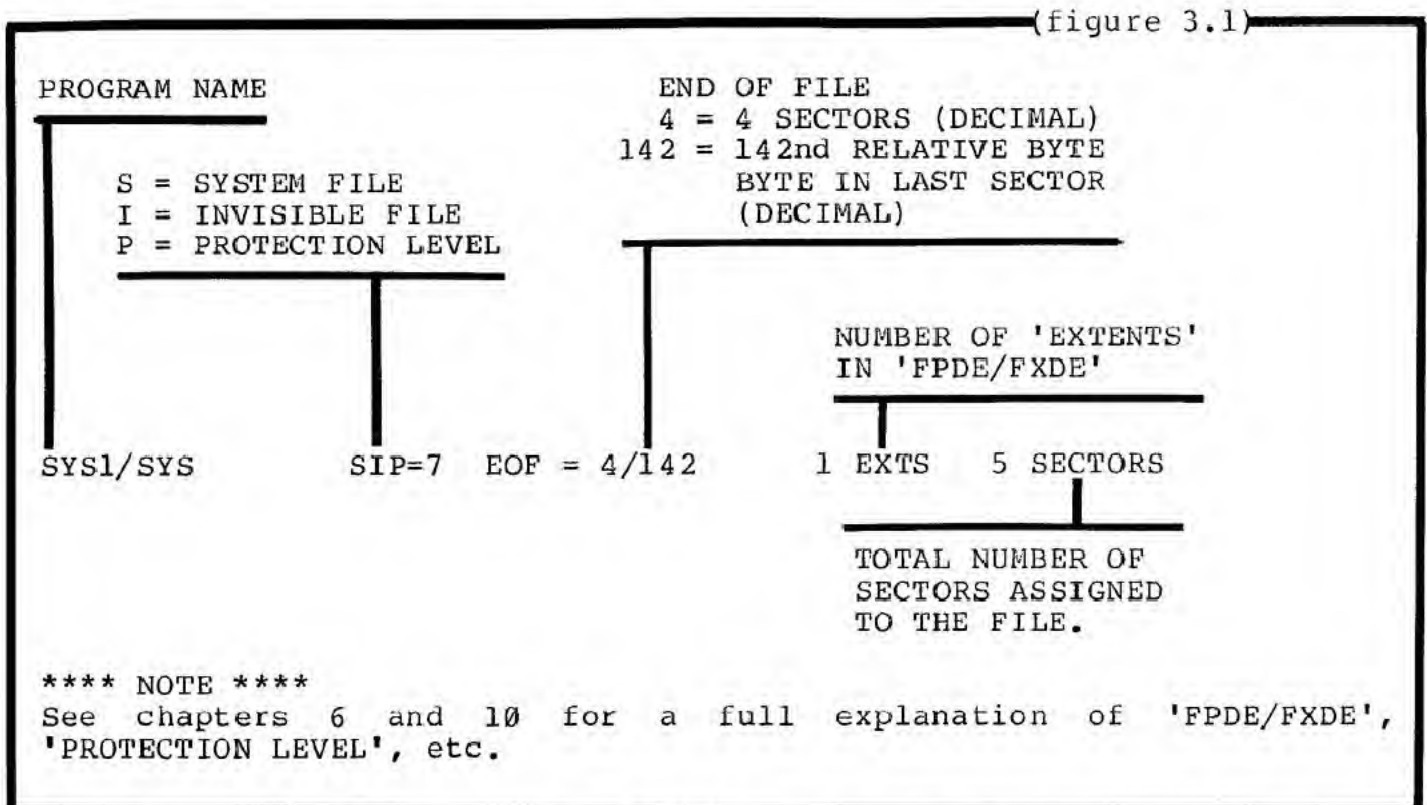 (figure 3.1)
PROGRAM NAME
S = SYSTEM FILE
I = INVISIBLE FILE
P = PROTECTION LEVEL
END OF FILE
4 = 4 SECTORS (DECIMAL)
142 = 142nd RELATIVE BYTE
BYTE IN LAST SECTOR
(DECIMAL)
NUMBER OF 'EXTENTS'
IN 'FPDE/FXDE'
SYS1/SYS SIP=7 EOF = 4/142 1 EXTS 5 SECTORS
TOTAL NUMBER OF
SECTORS ASSIGNED
TO THE FILE.
**** NOTE ****
See chapters 6 and 10 for a full explanation of 'FPDE/FXDE',
'PROTECTION LEVEL', etc.